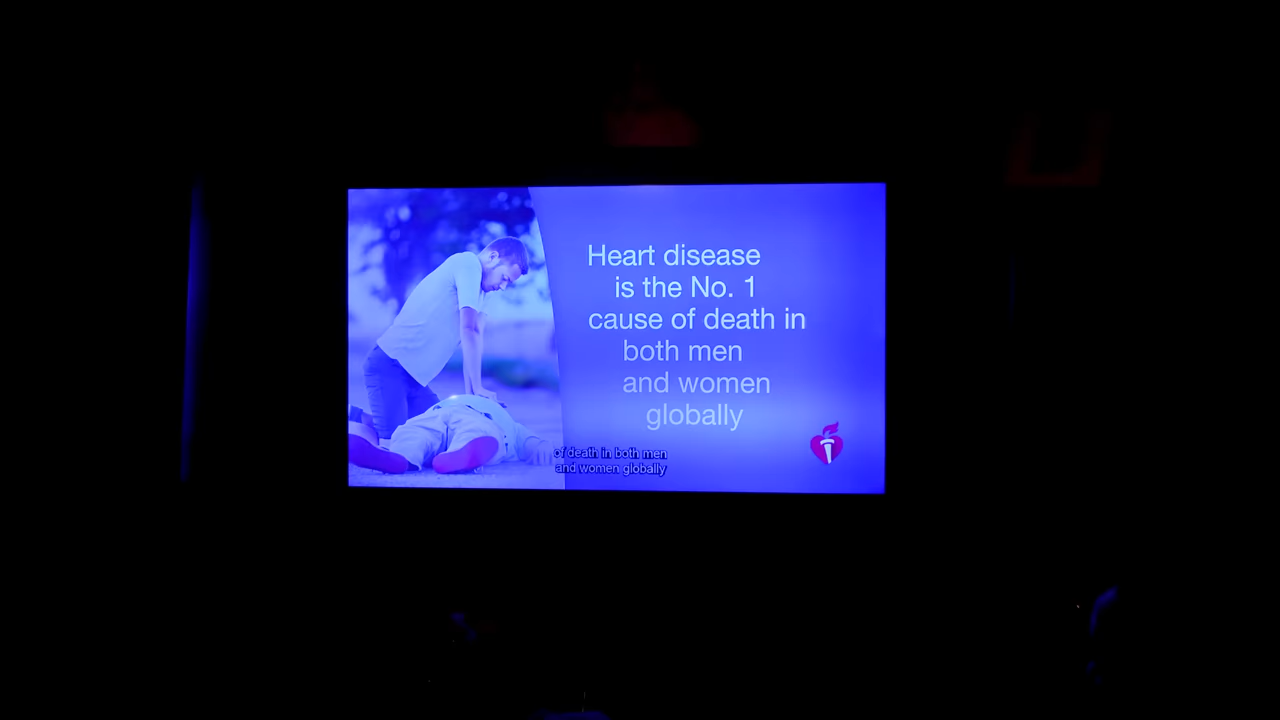 Heart disease
is the No. 1
cause of death in
both men
and women
globally
of death in both men
and women globally